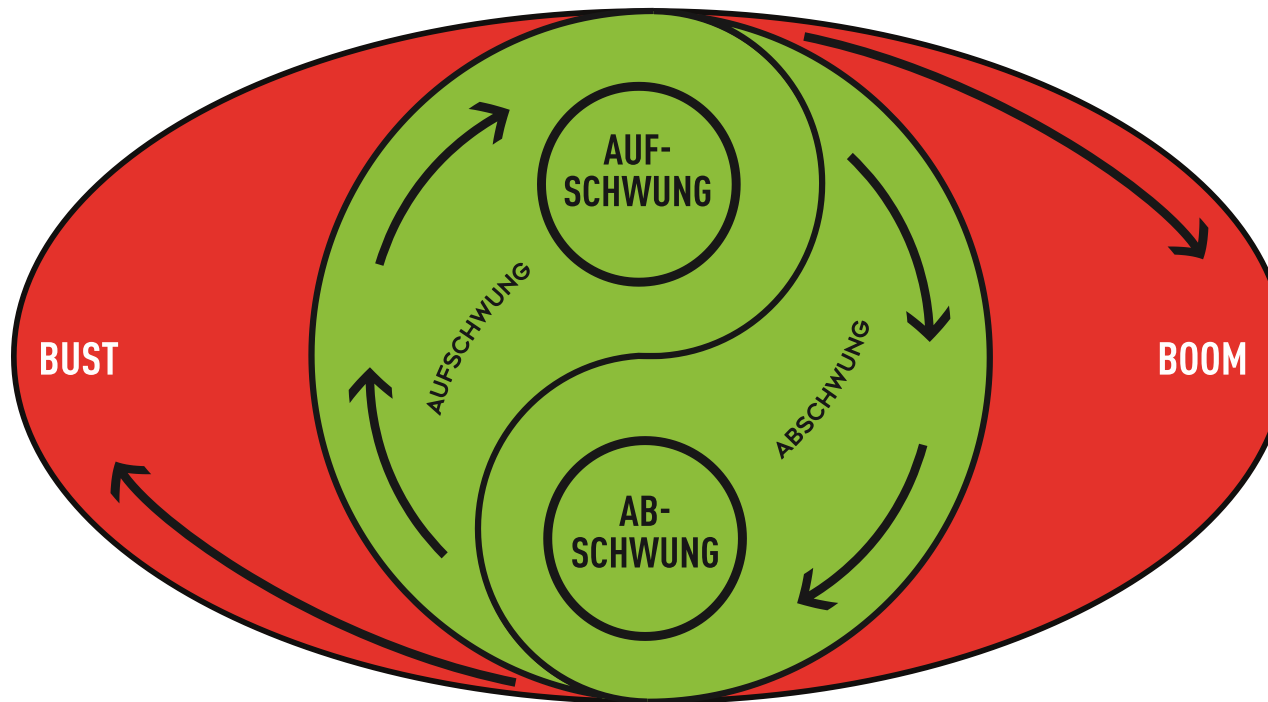 AUF-
SCHWUNG
AUFSCHWUNG
ABSCHWUNG
BUST
BOOM
AB-
SCHWUNG